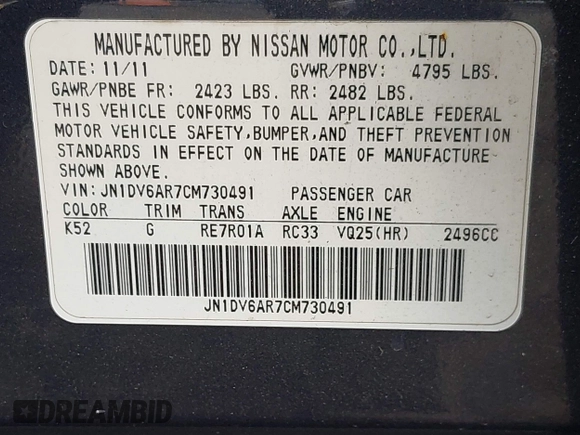 MANUFACTURED BY NISSAN MOTOR CO.,LTD.
DATE: 11/11 GVWR/PNBV: 4795 LBS.
GAWR/PNBE FR: 2423 LBS. RR: 2482 LBS.
THIS VEHICLE CONFORMS TO ALL APPLICABLE FEDERAL
MOTOR VEHICLE SAFETY,BUMPER,AND THEFT PREVENTION
STANDARDS IN EFFECT ON THE DATE OF MANUFACTURE
SHOWN ABOVE.
VIN: JN1DV6AR7CM730491 PASSENGER CAR
COLOR TRIM TRANS AXLE ENGINE
K52 G RE7R01A RC33 VQ25(HR) 2496CC
JN1DV6AR7CM730491
DREAMBID